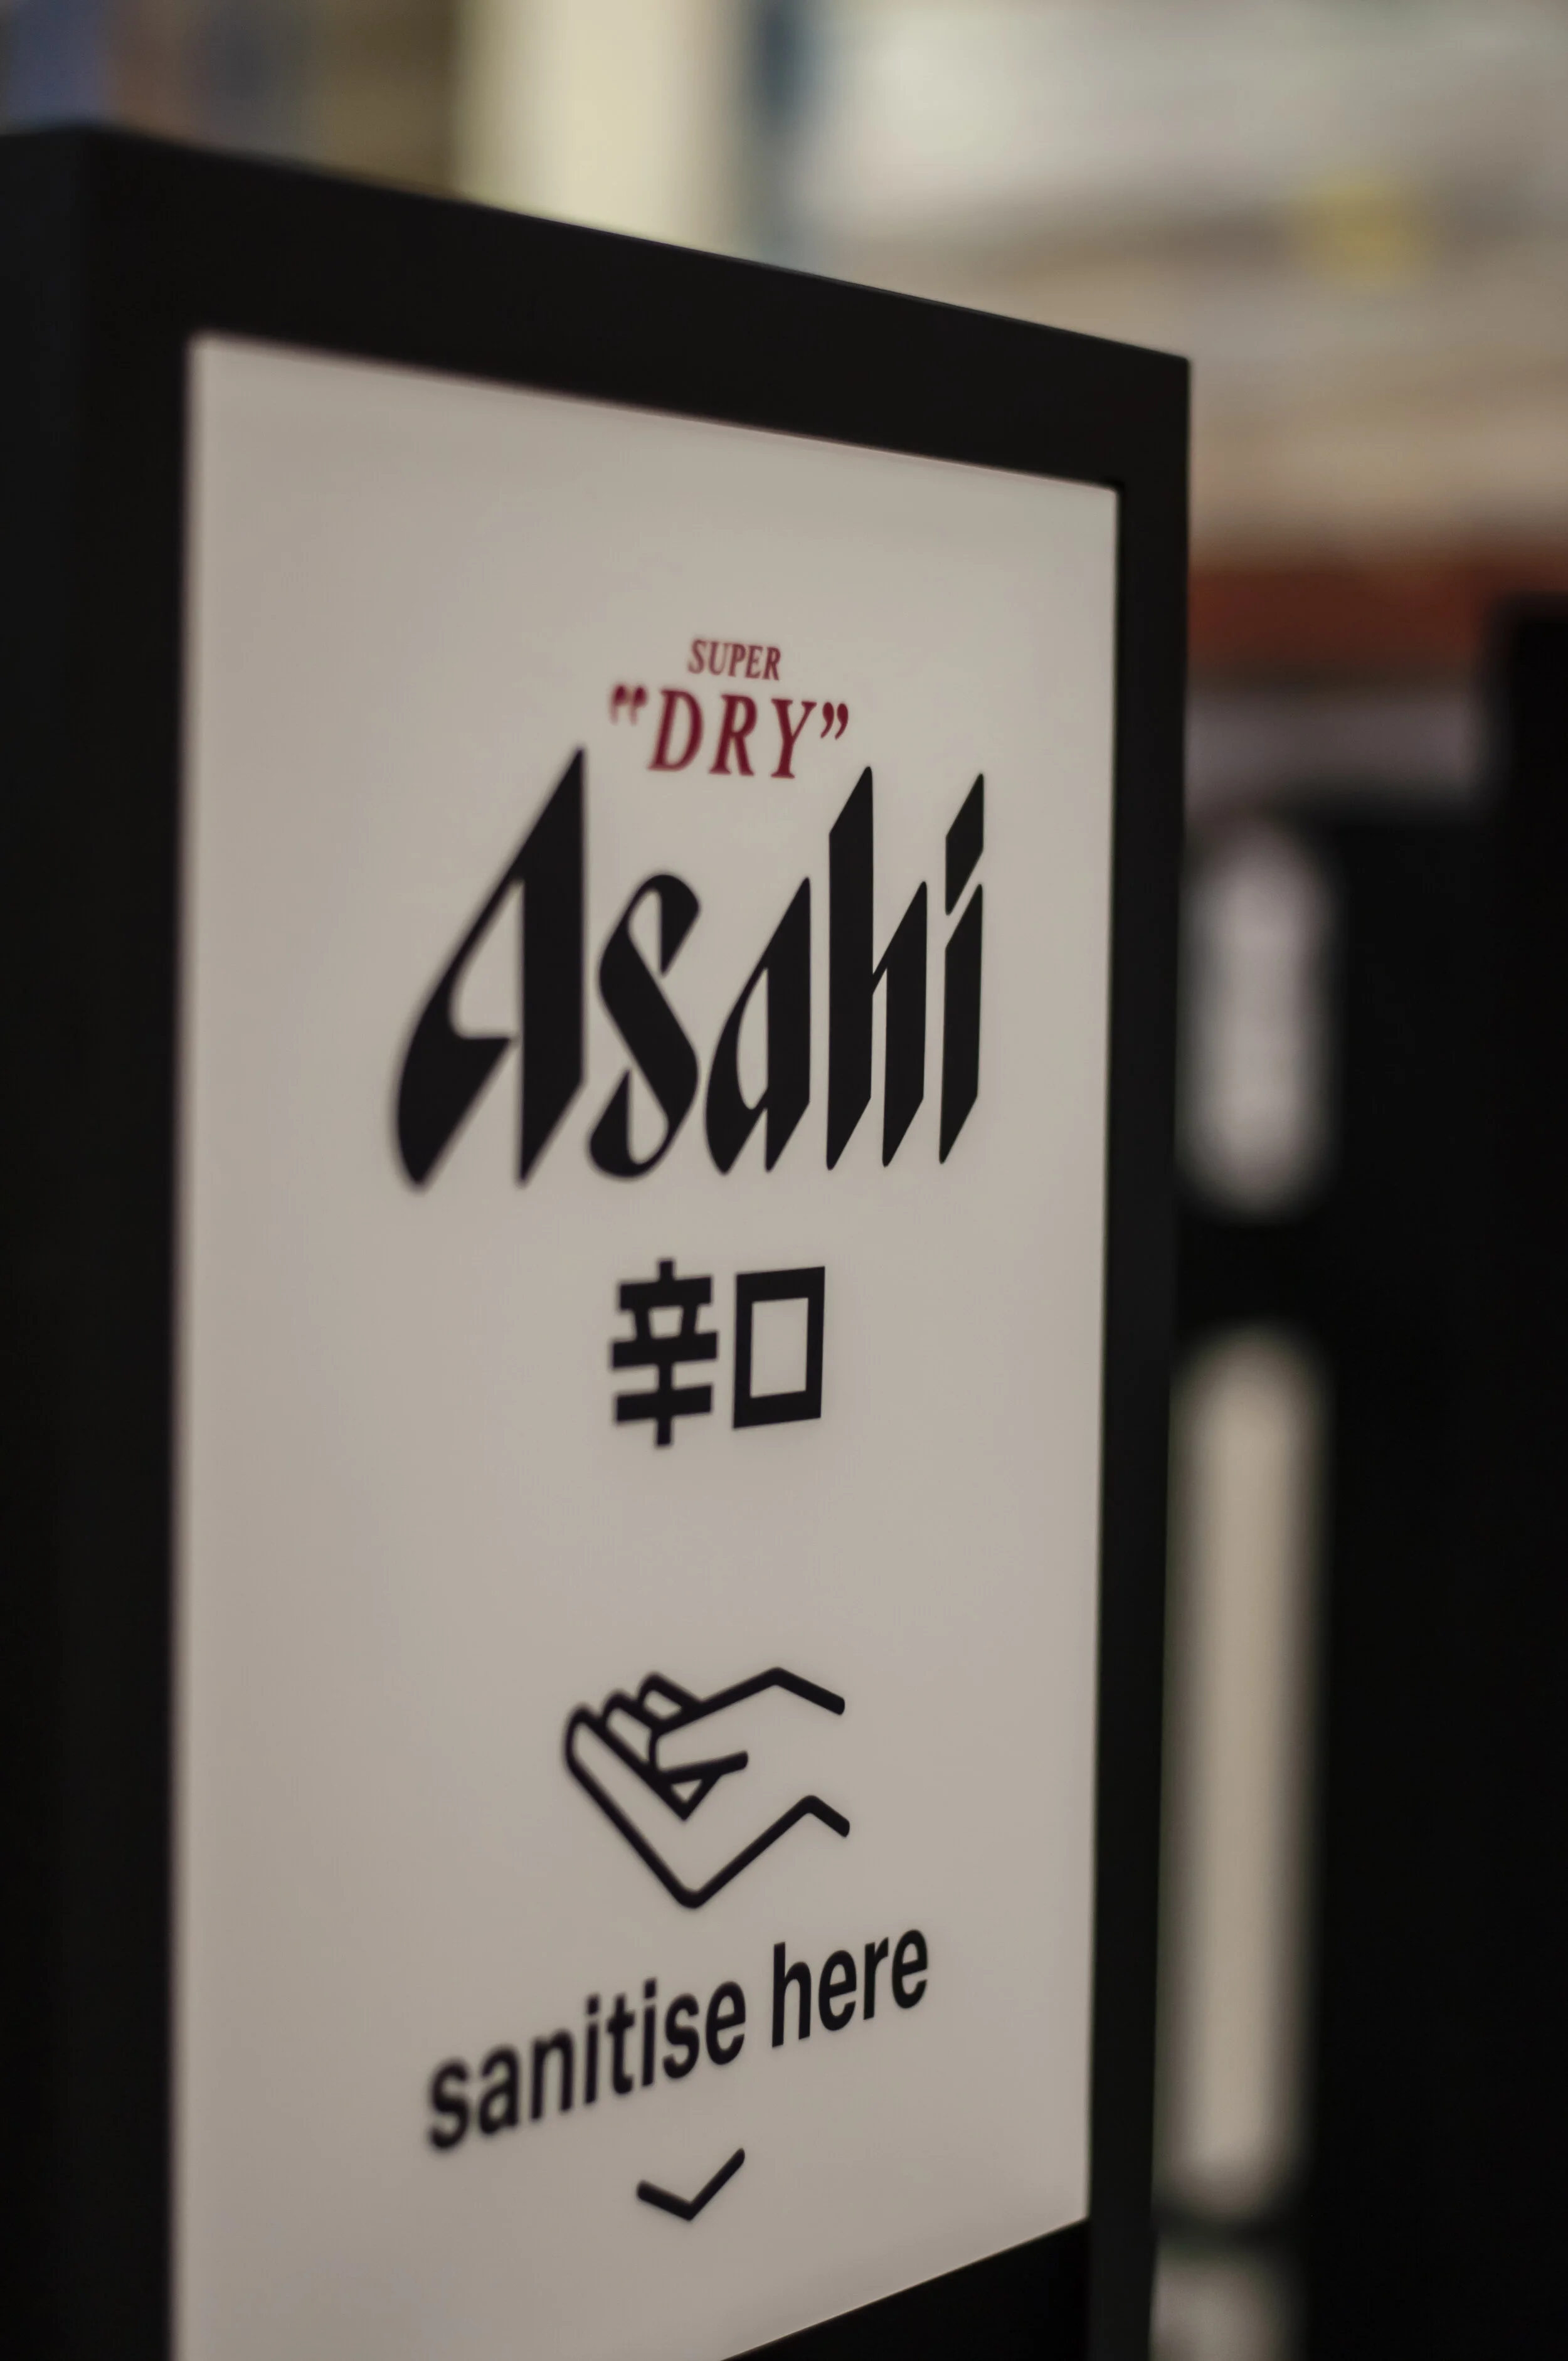 SUPER
"DRY"
Asahi
辛口
sanitise here